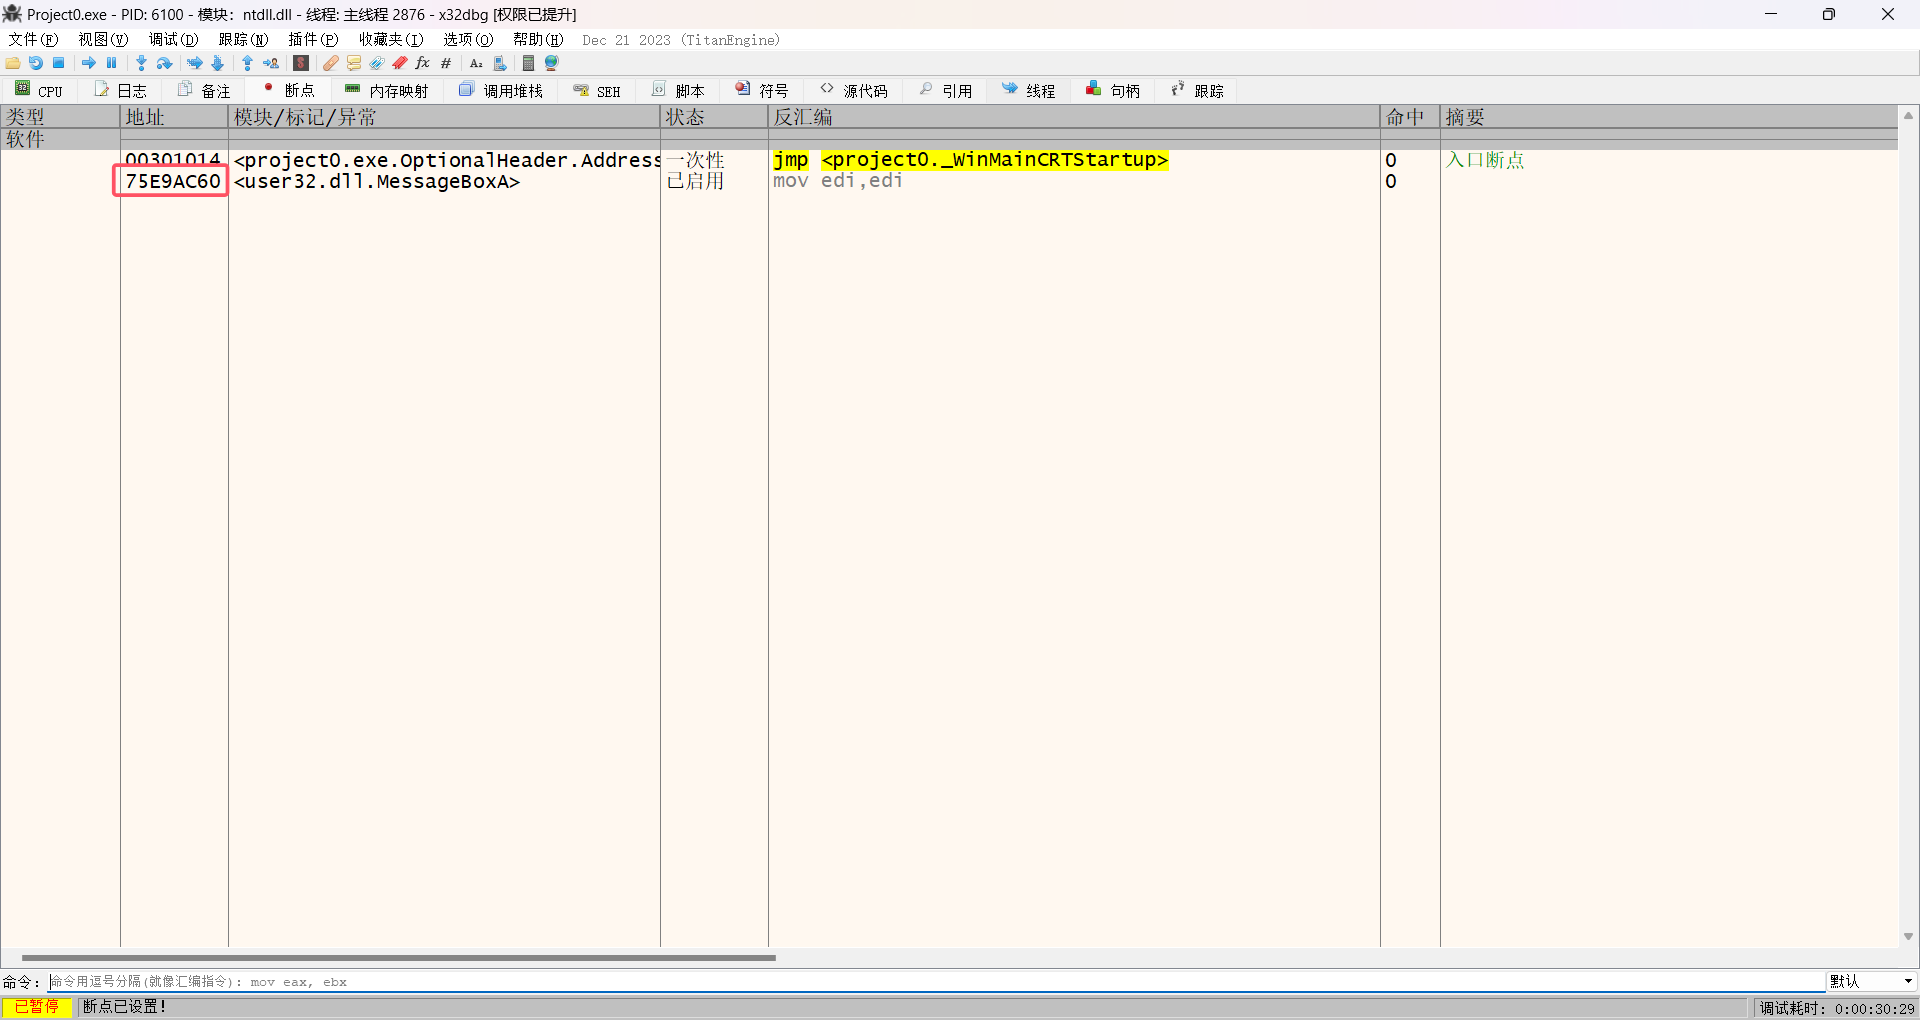 Project0.exe - PID: 6100 - 模块: ntdll.dll - 线程: 主线程 2876 - x32dbg [权限已提升]
文件(F) 视图(V) 调试(D) 跟踪(N) 插件(P) 收藏夹(I) 选项(O) 帮助(H) Dec 21 2023 (TitanEngine)
CPU 日志 备注 断点 内存映射 调用堆栈 SEH 脚本 符号 源代码 引用 线程 句柄 跟踪
类型 地址 模块/标记/异常 状态 反汇编 命中 摘要
软件
00301014 <project0.exe.OptionalHeader.Address 一次性 jmp <project0._WinMainCRTStartup> 0 入口断点
75E9AC60 <user32.dll.MessageBoxA> 已启用 mov edi,edi 0
命令: 命令用逗号分隔(就像汇编指令): mov eax, ebx 默认
已暂停 断点已设置! 调试耗时: 0:00:30:29